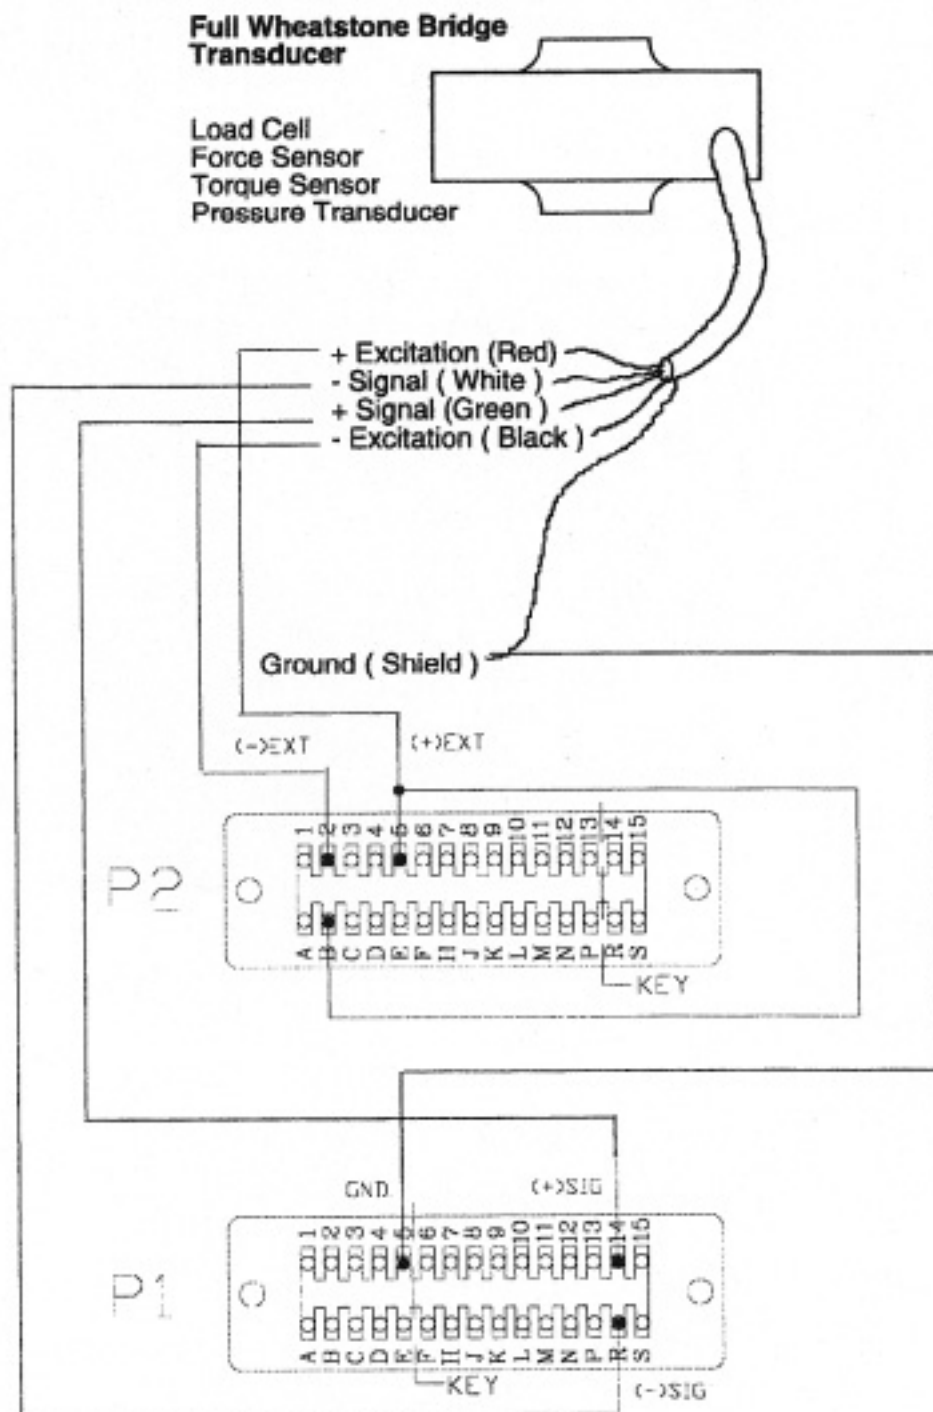 Full Wheatstone Bridge
Transducer
Load Cell
Force Sensor
Torque Sensor
Pressure Transducer
+ Excitation (Red)
- Signal ( White )
+ Signal (Green )
- Excitation ( Black )
Ground ( Shield )
(-)EXT (+)EXT
1 2 3 4 5 6 7 8 9 10 11 12 13 14 15
P2
A B C D E F H J K L M N P R S
KEY
GND. (+)SIG
1 2 3 4 5 6 7 8 9 10 11 12 13 14 15
P1
A B C D E F H J K L M N P R S
KEY (-)SIG